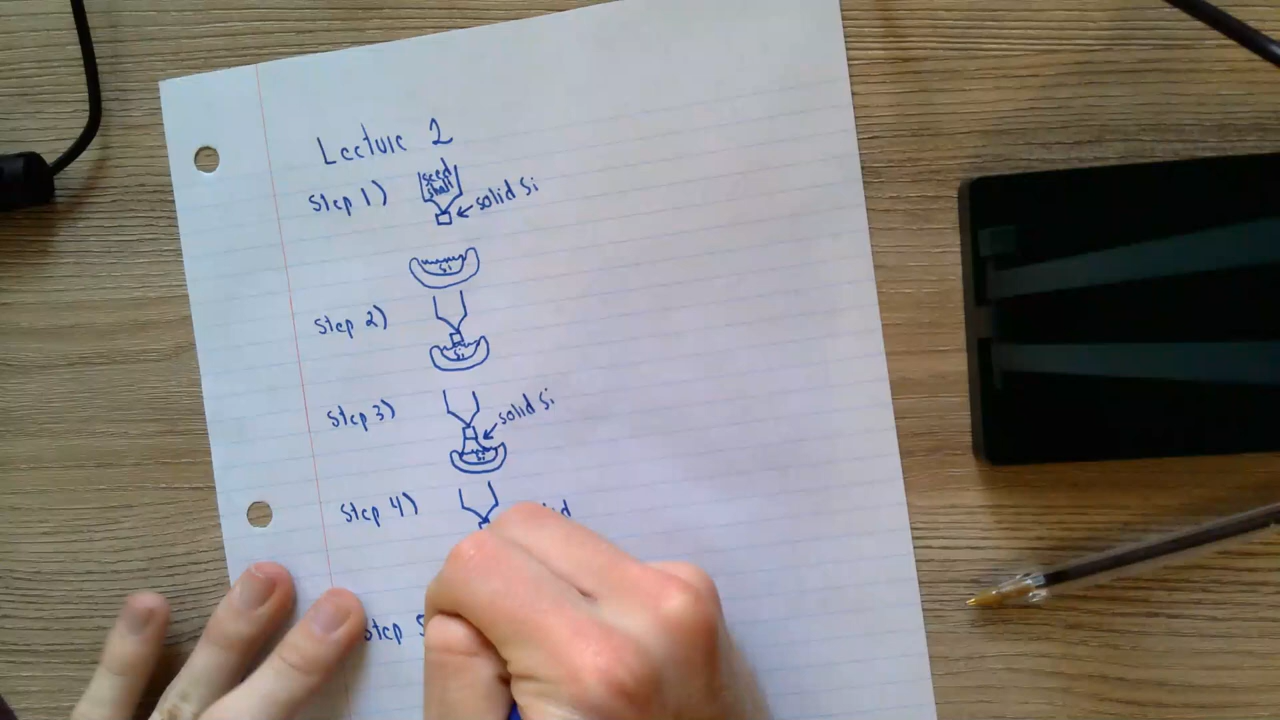 Lecture 2
Step 1) seed shaft solid Si
Si
Step 2)
Si
Step 3) solid Si
Si
Step 4)
Step